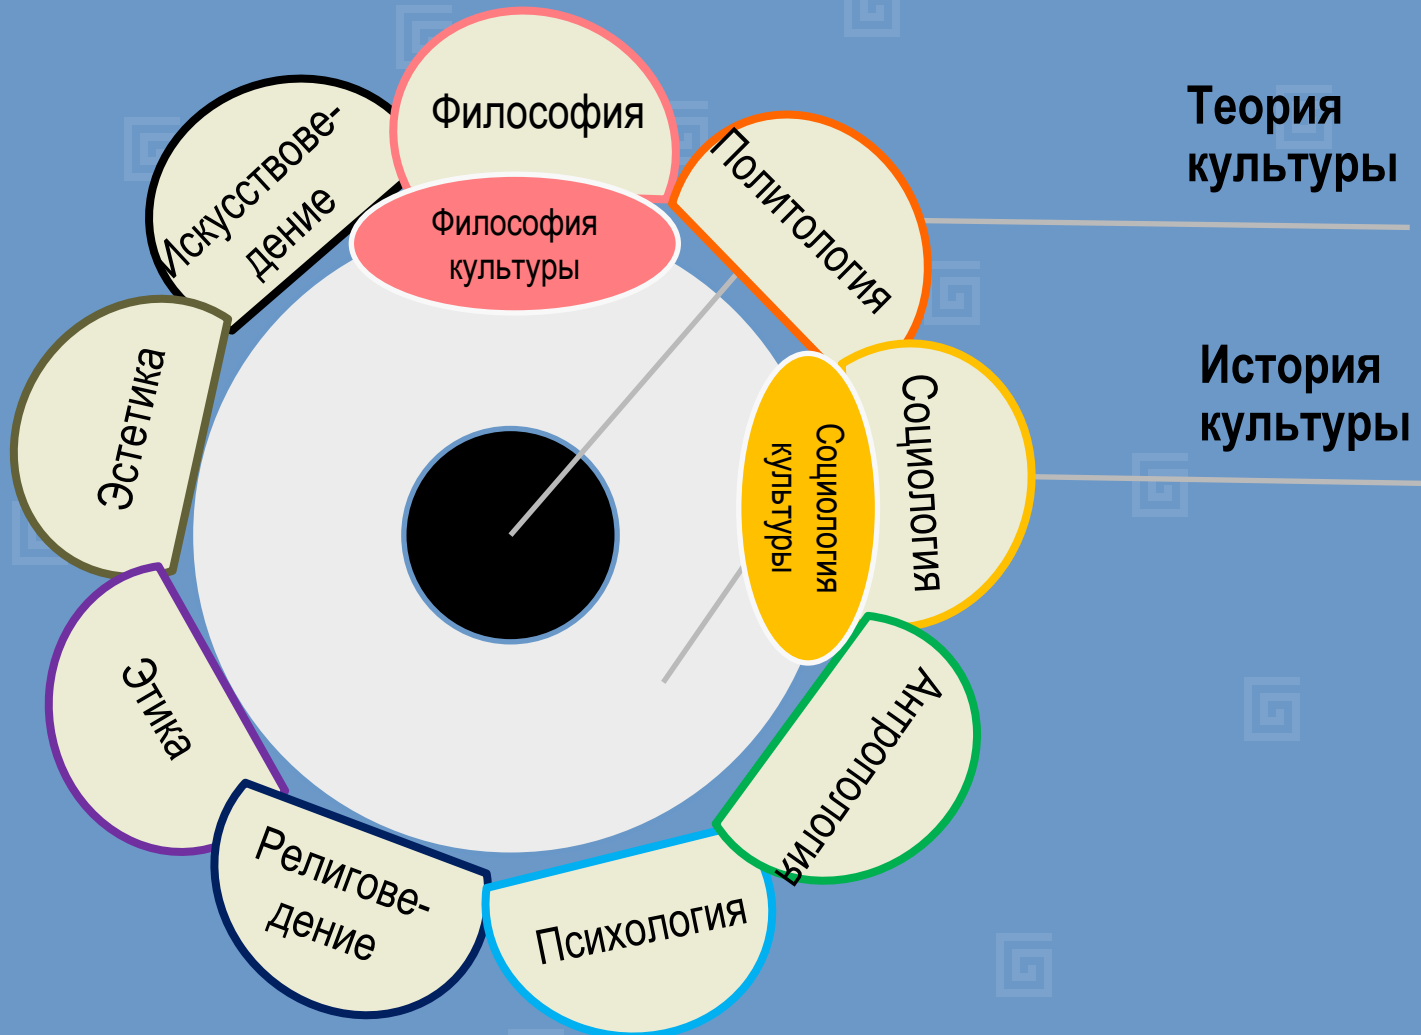 Философия
Философия
культуры
Политология
Социология
Социология
культуры
Антропология
Психология
Религове-
дение
Этика
Эстетика
Искусствове-
дение
Теория
культуры
История
культуры